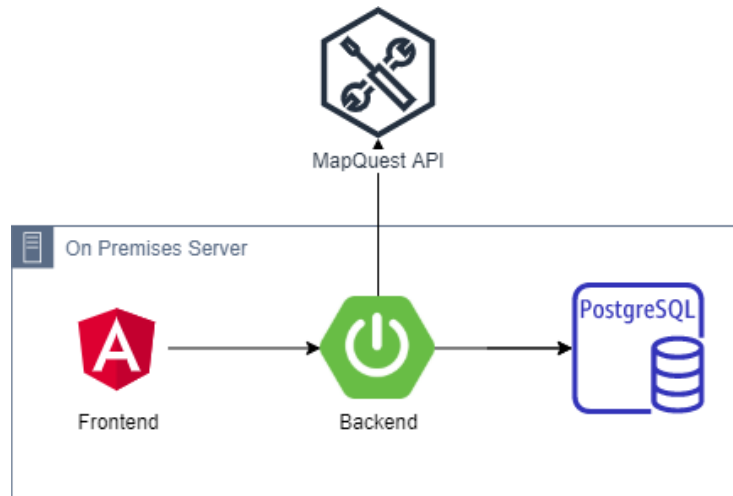 MapQuest API
On Premises Server
PostgreSQL
Frontend
Backend